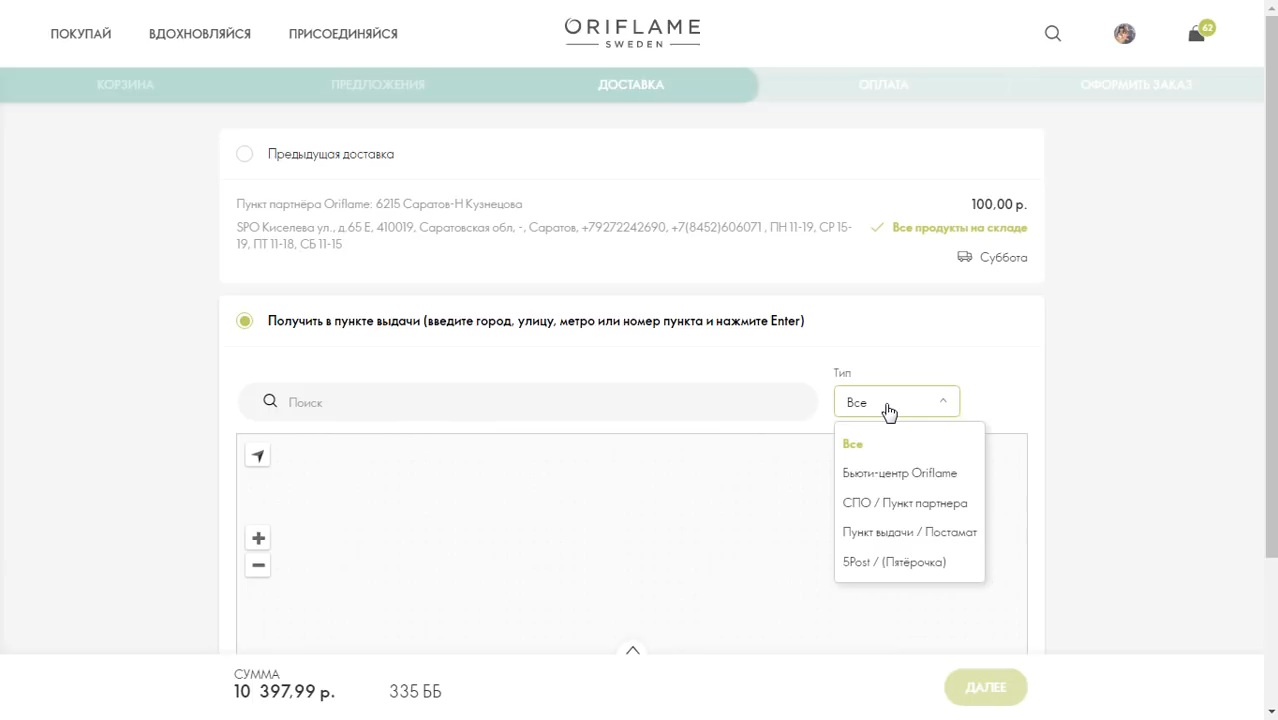 ПОКУПАЙ ВДОХНОВЛЯЙСЯ ПРИСОЕДИНЯЙСЯ
ORIFLAME
SWEDEN
62
КОРЗИНА ПРЕДЛОЖЕНИЯ ДОСТАВКА ОПЛАТА ОФОРМИТЬ ЗАКАЗ
Предыдущая доставка
Пункт партнёра Oriflame: 6215 Саратов-Н Кузнецова
100,00 р.
SPO Киселева ул., д.65 Е, 410019, Саратовская обл, -, Саратов, +79272242690, +7(8452)606071 , ПН 11-19, СР 15-
19, ПТ 11-18, СБ 11-15
Все продукты на складе
Суббота
Получить в пункте выдачи (введите город, улицу, метро или номер пункта и нажмите Enter)
Тип
Поиск
Все
Все
Бьюти-центр Oriflame
СПО / Пункт партнера
Пункт выдачи / Постамат
5Post / (Пятёрочка)
СУММА
10 397,99 р.
335 ББ
ДАЛЕЕ